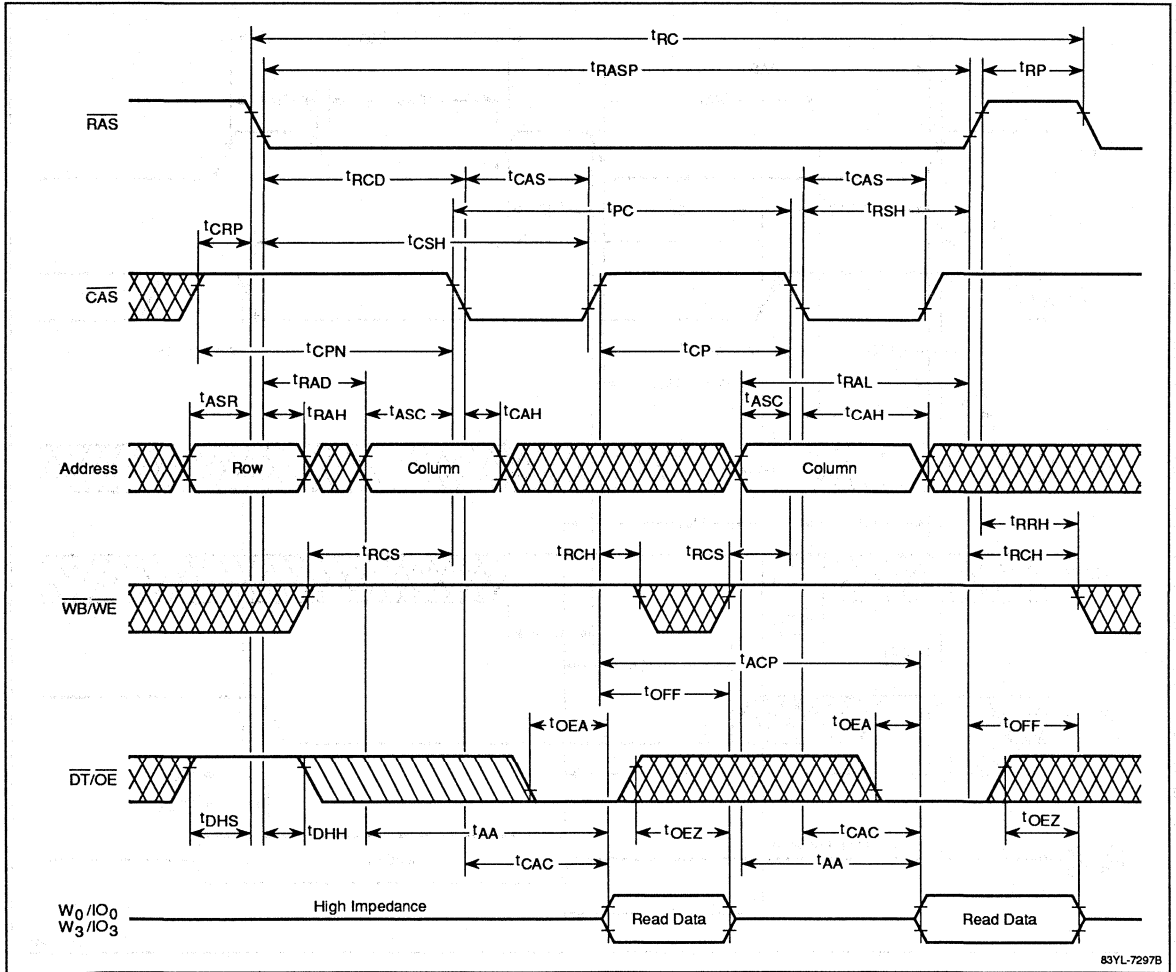 tRC
tRASP
tRP
RAS
tRCD
tCAS
tCAS
tPC
tRSH
tCRP
tCSH
CAS
tCPN
tCP
tRAD
tRAL
tASR
tRAH
tASC
tCAH
tASC
tCAH
Address
Row
Column
Column
tRRH
tRCS
tRCH
tRCS
tRCH
WB/WE
tACP
tOFF
tOEA
tOEA
tOFF
DT/OE
tDHS
tDHH
tAA
tOEZ
tCAC
tOEZ
tCAC
tAA
High Impedance
W0/IO0
W3/IO3
Read Data
Read Data
83YL-7297B